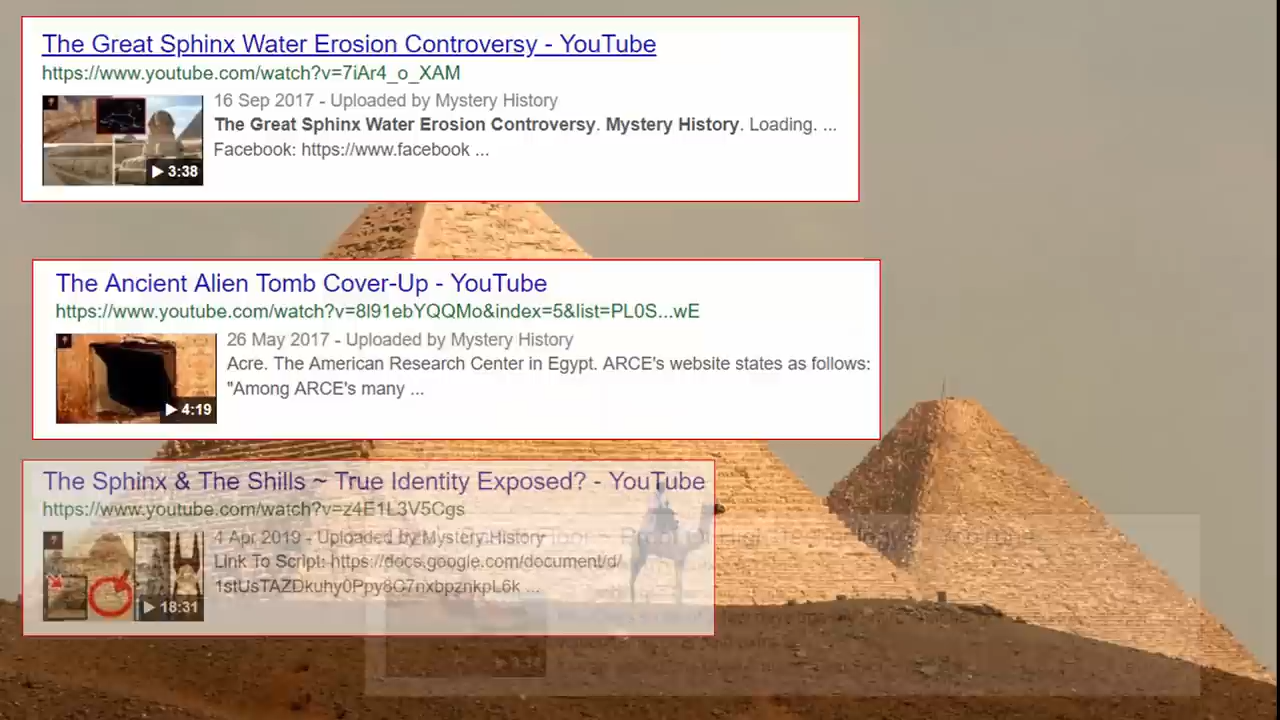 The Great Sphinx Water Erosion Controversy - YouTube
https://www.youtube.com/watch?v=7iAr4_o_XAM
16 Sep 2017 - Uploaded by Mystery History
The Great Sphinx Water Erosion Controversy. Mystery History. Loading. ...
Facebook: https://www.facebook ...
3:38
The Ancient Alien Tomb Cover-Up - YouTube
https://www.youtube.com/watch?v=8l91ebYQQMo&index=5&list=PL0S...wE
26 May 2017 - Uploaded by Mystery History
Acre. The American Research Center in Egypt. ARCE's website states as follows:
"Among ARCE's many ...
4:19
The Sphinx & The Shills ~ True Identity Exposed? - YouTube
https://www.youtube.com/watch?v=z4E1L3V5Cgs
4 Apr 2019 - Uploaded by Mystery History
Link To Script: https://docs.google.com/document/d/
1stUsTAZDkuhy0Ppy8C7nxbpznkpL6k ...
18:31